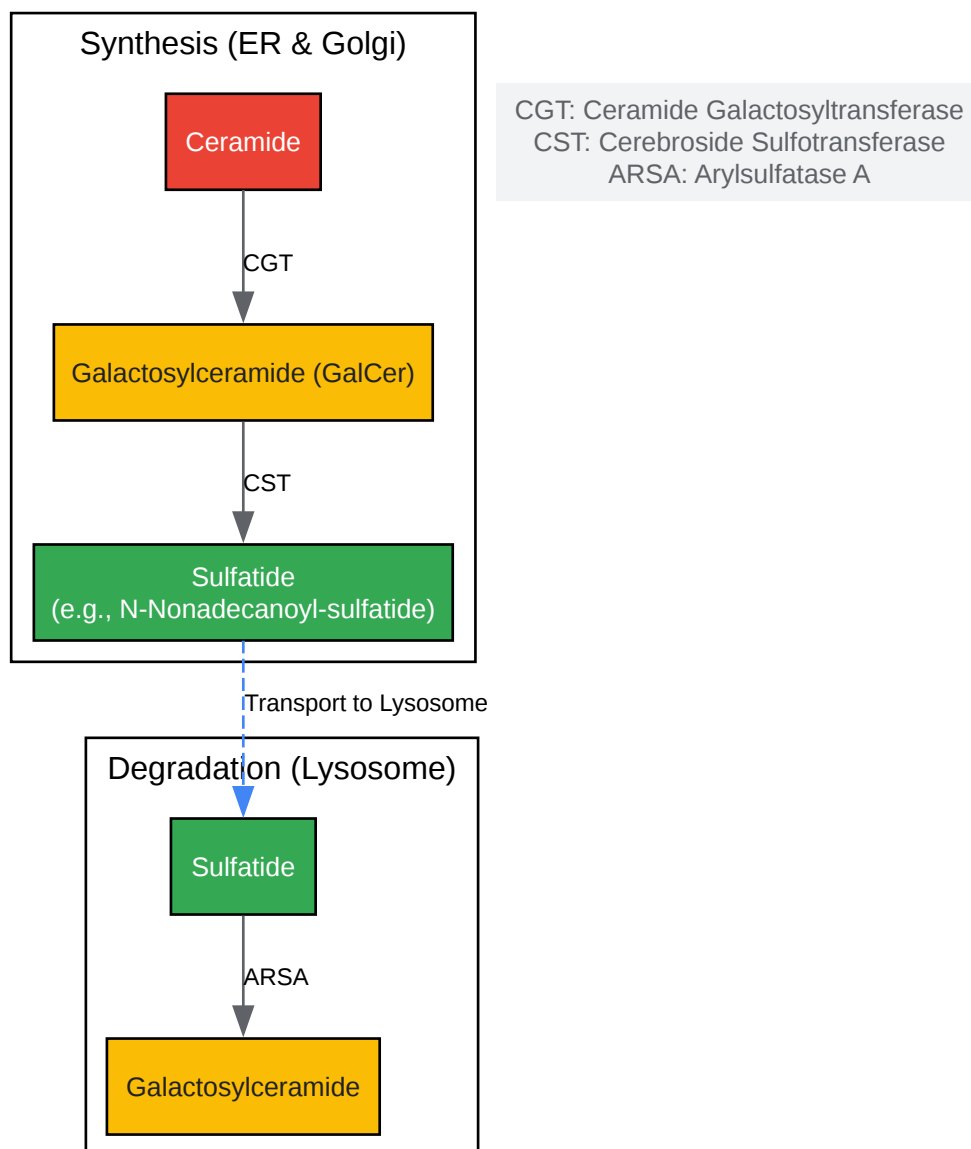 Synthesis (ER & Golgi)
Ceramide
CGT: Ceramide Galactosyltransferase
CST: Cerebroside Sulfotransferase
ARSA: Arylsulfatase A
CGT
Galactosylceramide (GalCer)
CST
Sulfatide
(e.g., N-Nonadecanoyl-sulfatide)
Transport to Lysosome
Degradation (Lysosome)
Sulfatide
ARSA
Galactosylceramide